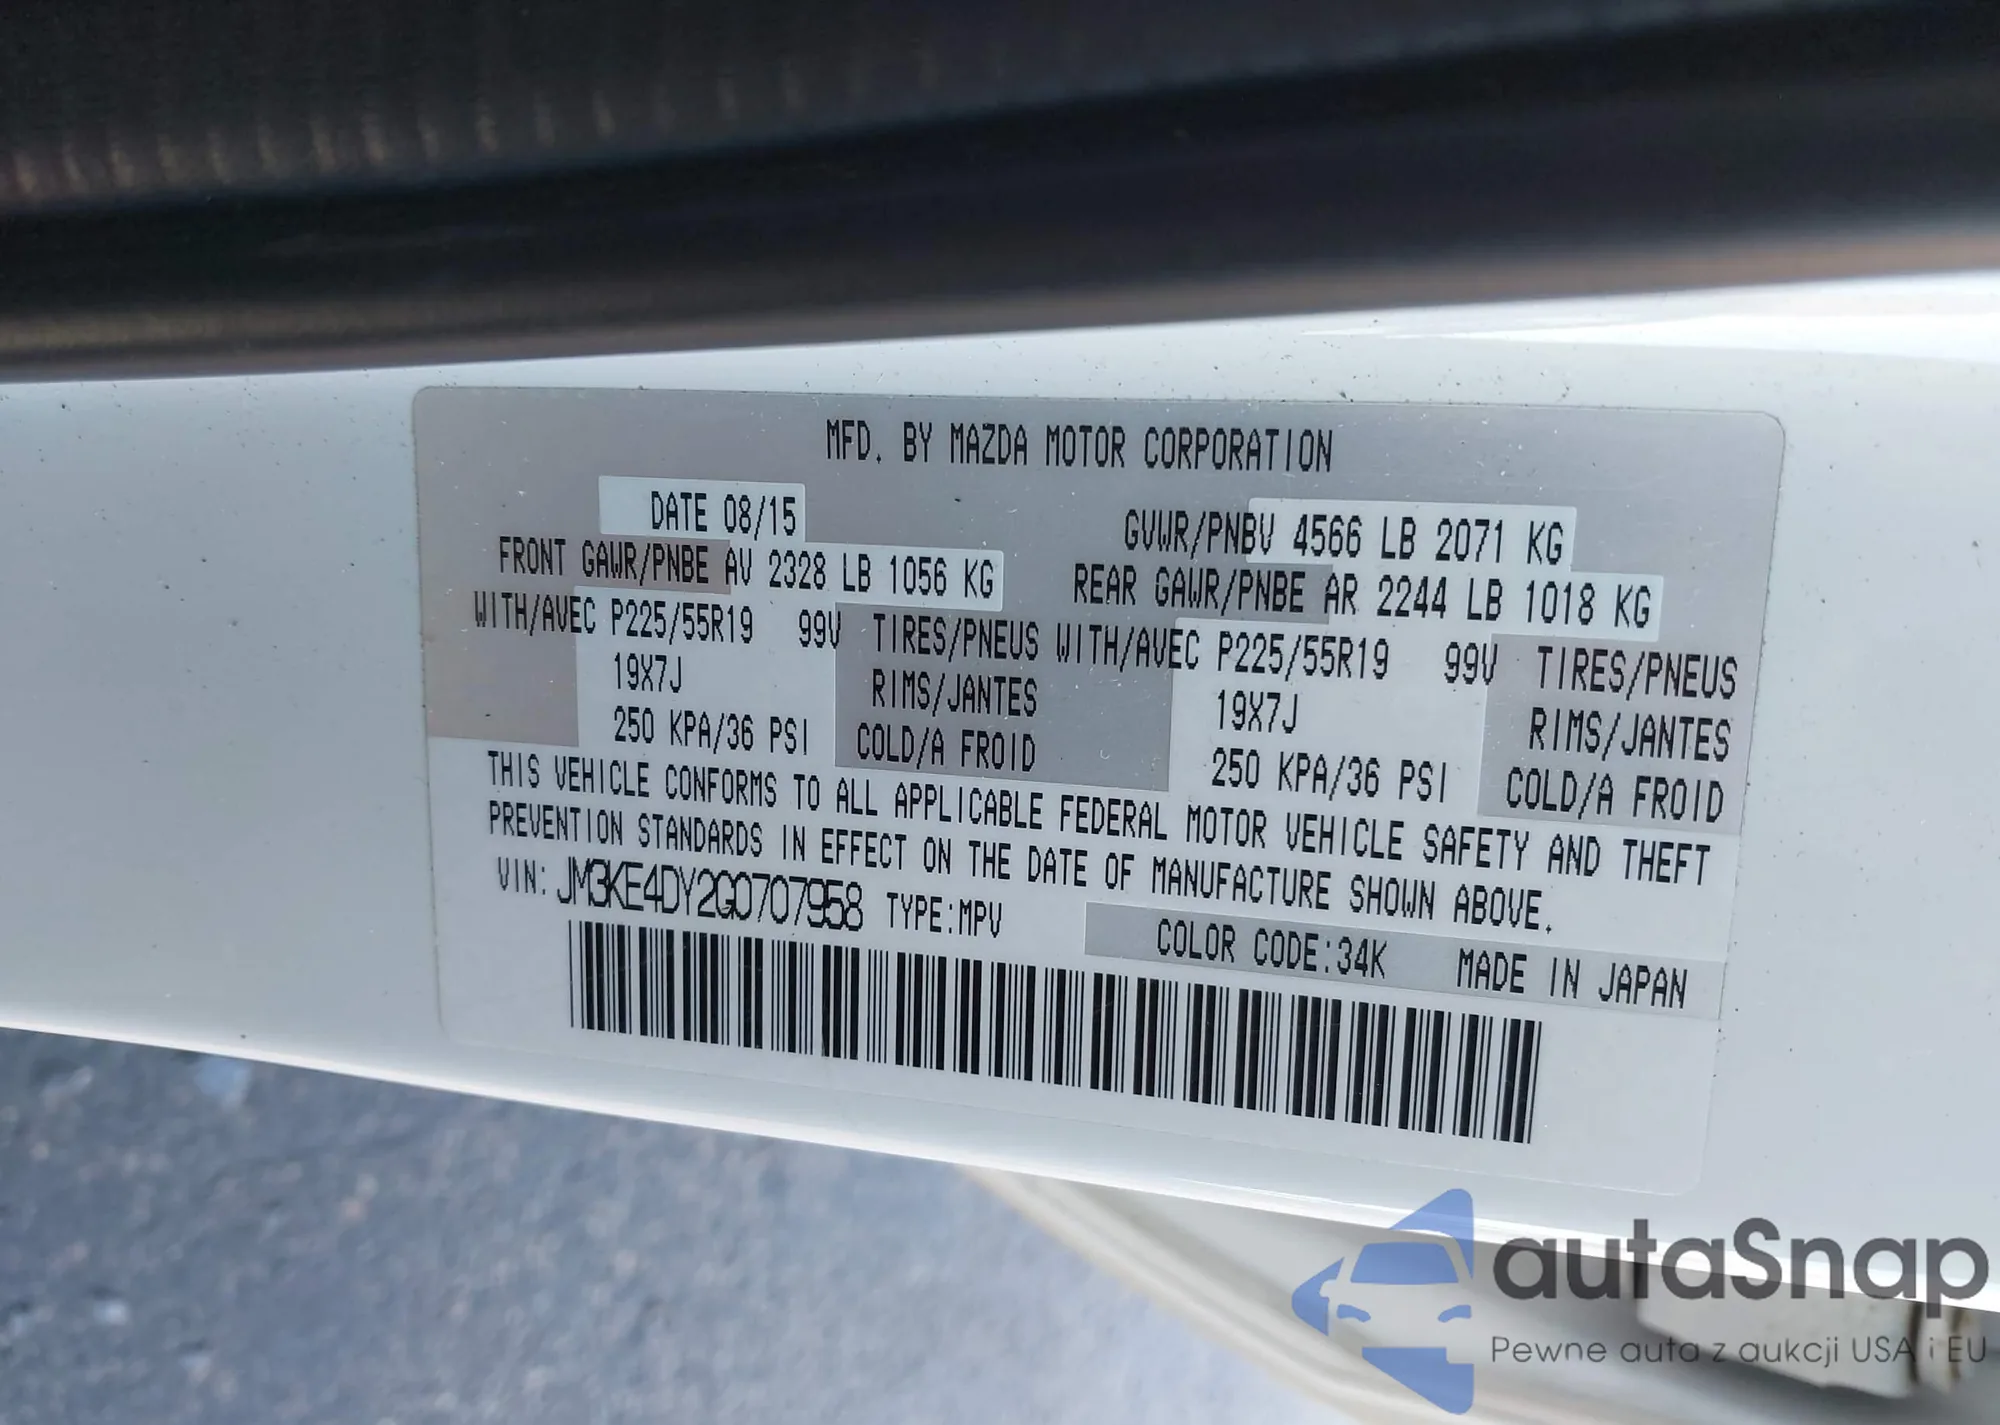 MFD. BY MAZDA MOTOR CORPORATION
DATE 08/15 GVWR/PNBV 4566 LB 2071 KG
FRONT GAWR/PNBE AV 2328 LB 1056 KG REAR GAWR/PNBE AR 2244 LB 1018 KG
WITH/AVEC P225/55R19 99V TIRES/PNEUS WITH/AVEC P225/55R19 99V TIRES/PNEUS
19X7J RIMS/JANTES 19X7J RIMS/JANTES
250 KPA/36 PSI COLD/A FROID 250 KPA/36 PSI COLD/A FROID
THIS VEHICLE CONFORMS TO ALL APPLICABLE FEDERAL MOTOR VEHICLE SAFETY AND THEFT
PREVENTION STANDARDS IN EFFECT ON THE DATE OF MANUFACTURE SHOWN ABOVE.
VIN: JM3KE4DY2G0707958 TYPE:MPV
COLOR CODE:34K MADE IN JAPAN
autaSnap
Pewne auta z aukcji USA i EU